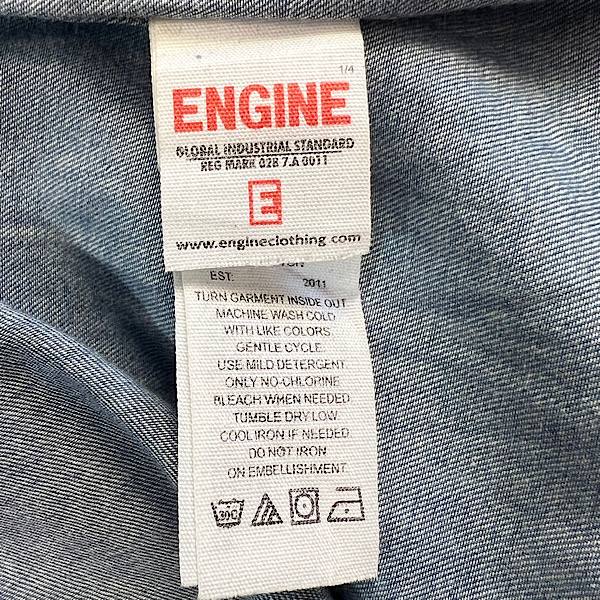 1/4
ENGINE
GLOBAL INDUSTRIAL STANDARD
REG MARK 028 7.A 0011
E
www.engineclothing com
EST: 2011
TURN GARMENT INSIDE OUT
MACHINE WASH COLD
WITH LIKE COLORS
GENTLE CYCLE
USE MILD DETERGENT
ONLY NO-CHLORINE
BLEACH WHEN NEEDED
TUMBLE DRY LOW
COOL IRON IF NEEDED
DO NOT IRON
ON EMBELLISHMENT
30C